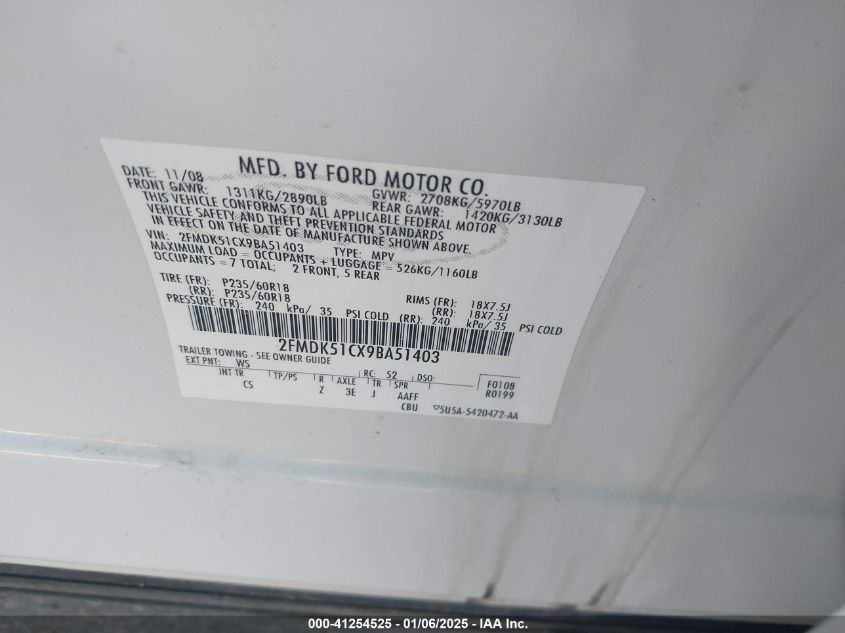 MFD. BY FORD MOTOR CO.
DATE: 11/08
GVWR: 2708KG/5970LB
FRONT GAWR: 1311KG/2890LB
REAR GAWR: 1420KG/3130LB
THIS VEHICLE CONFORMS TO ALL APPLICABLE FEDERAL MOTOR
VEHICLE SAFETY AND THEFT PREVENTION STANDARDS
IN EFFECT ON THE DATE OF MANUFACTURE SHOWN ABOVE.
VIN: 2FMDK51CX9BA51403 TYPE: MPV
MAXIMUM LOAD = OCCUPANTS + LUGGAGE = 526KG/1160LB
OCCUPANTS = 7 TOTAL; 2 FRONT, 5 REAR
TIRE (FR): P235/60R18 RIMS (FR): 18X7.5J
(RR): P235/60R18 (RR): 18X7.5J
PRESSURE (FR): 240 kPa/ 35 PSI COLD (RR): 240 kPa/ 35 PSI COLD
2FMDK51CX9BA51403
TRAILER TOWING - SEE OWNER GUIDE
EXT PNT: WS RC: 52 DSO:
INT TR TP/PS R AXLE TR SPR F0108
CS Z 3E J AAFF R0199
CBU ▽5U5A-5420472-AA
000-41254525 - 01/06/2025 - IAA Inc.